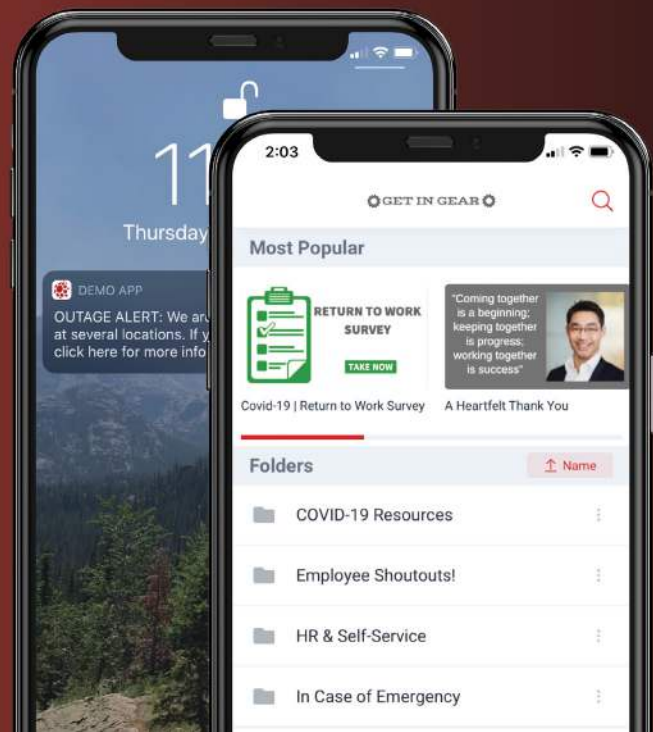 11
Thursday
DEMO APP
OUTAGE ALERT: We are
at several locations. If y
click here for more info
2:03
GET IN GEAR
Most Popular
RETURN TO WORK
SURVEY
TAKE NOW
Covid-19 | Return to Work Survey
"Coming together
is a beginning;
keeping together
is progress;
working together
is success"
A Heartfelt Thank You
Folders
Name
COVID-19 Resources
Employee Shoutouts!
HR & Self-Service
In Case of Emergency